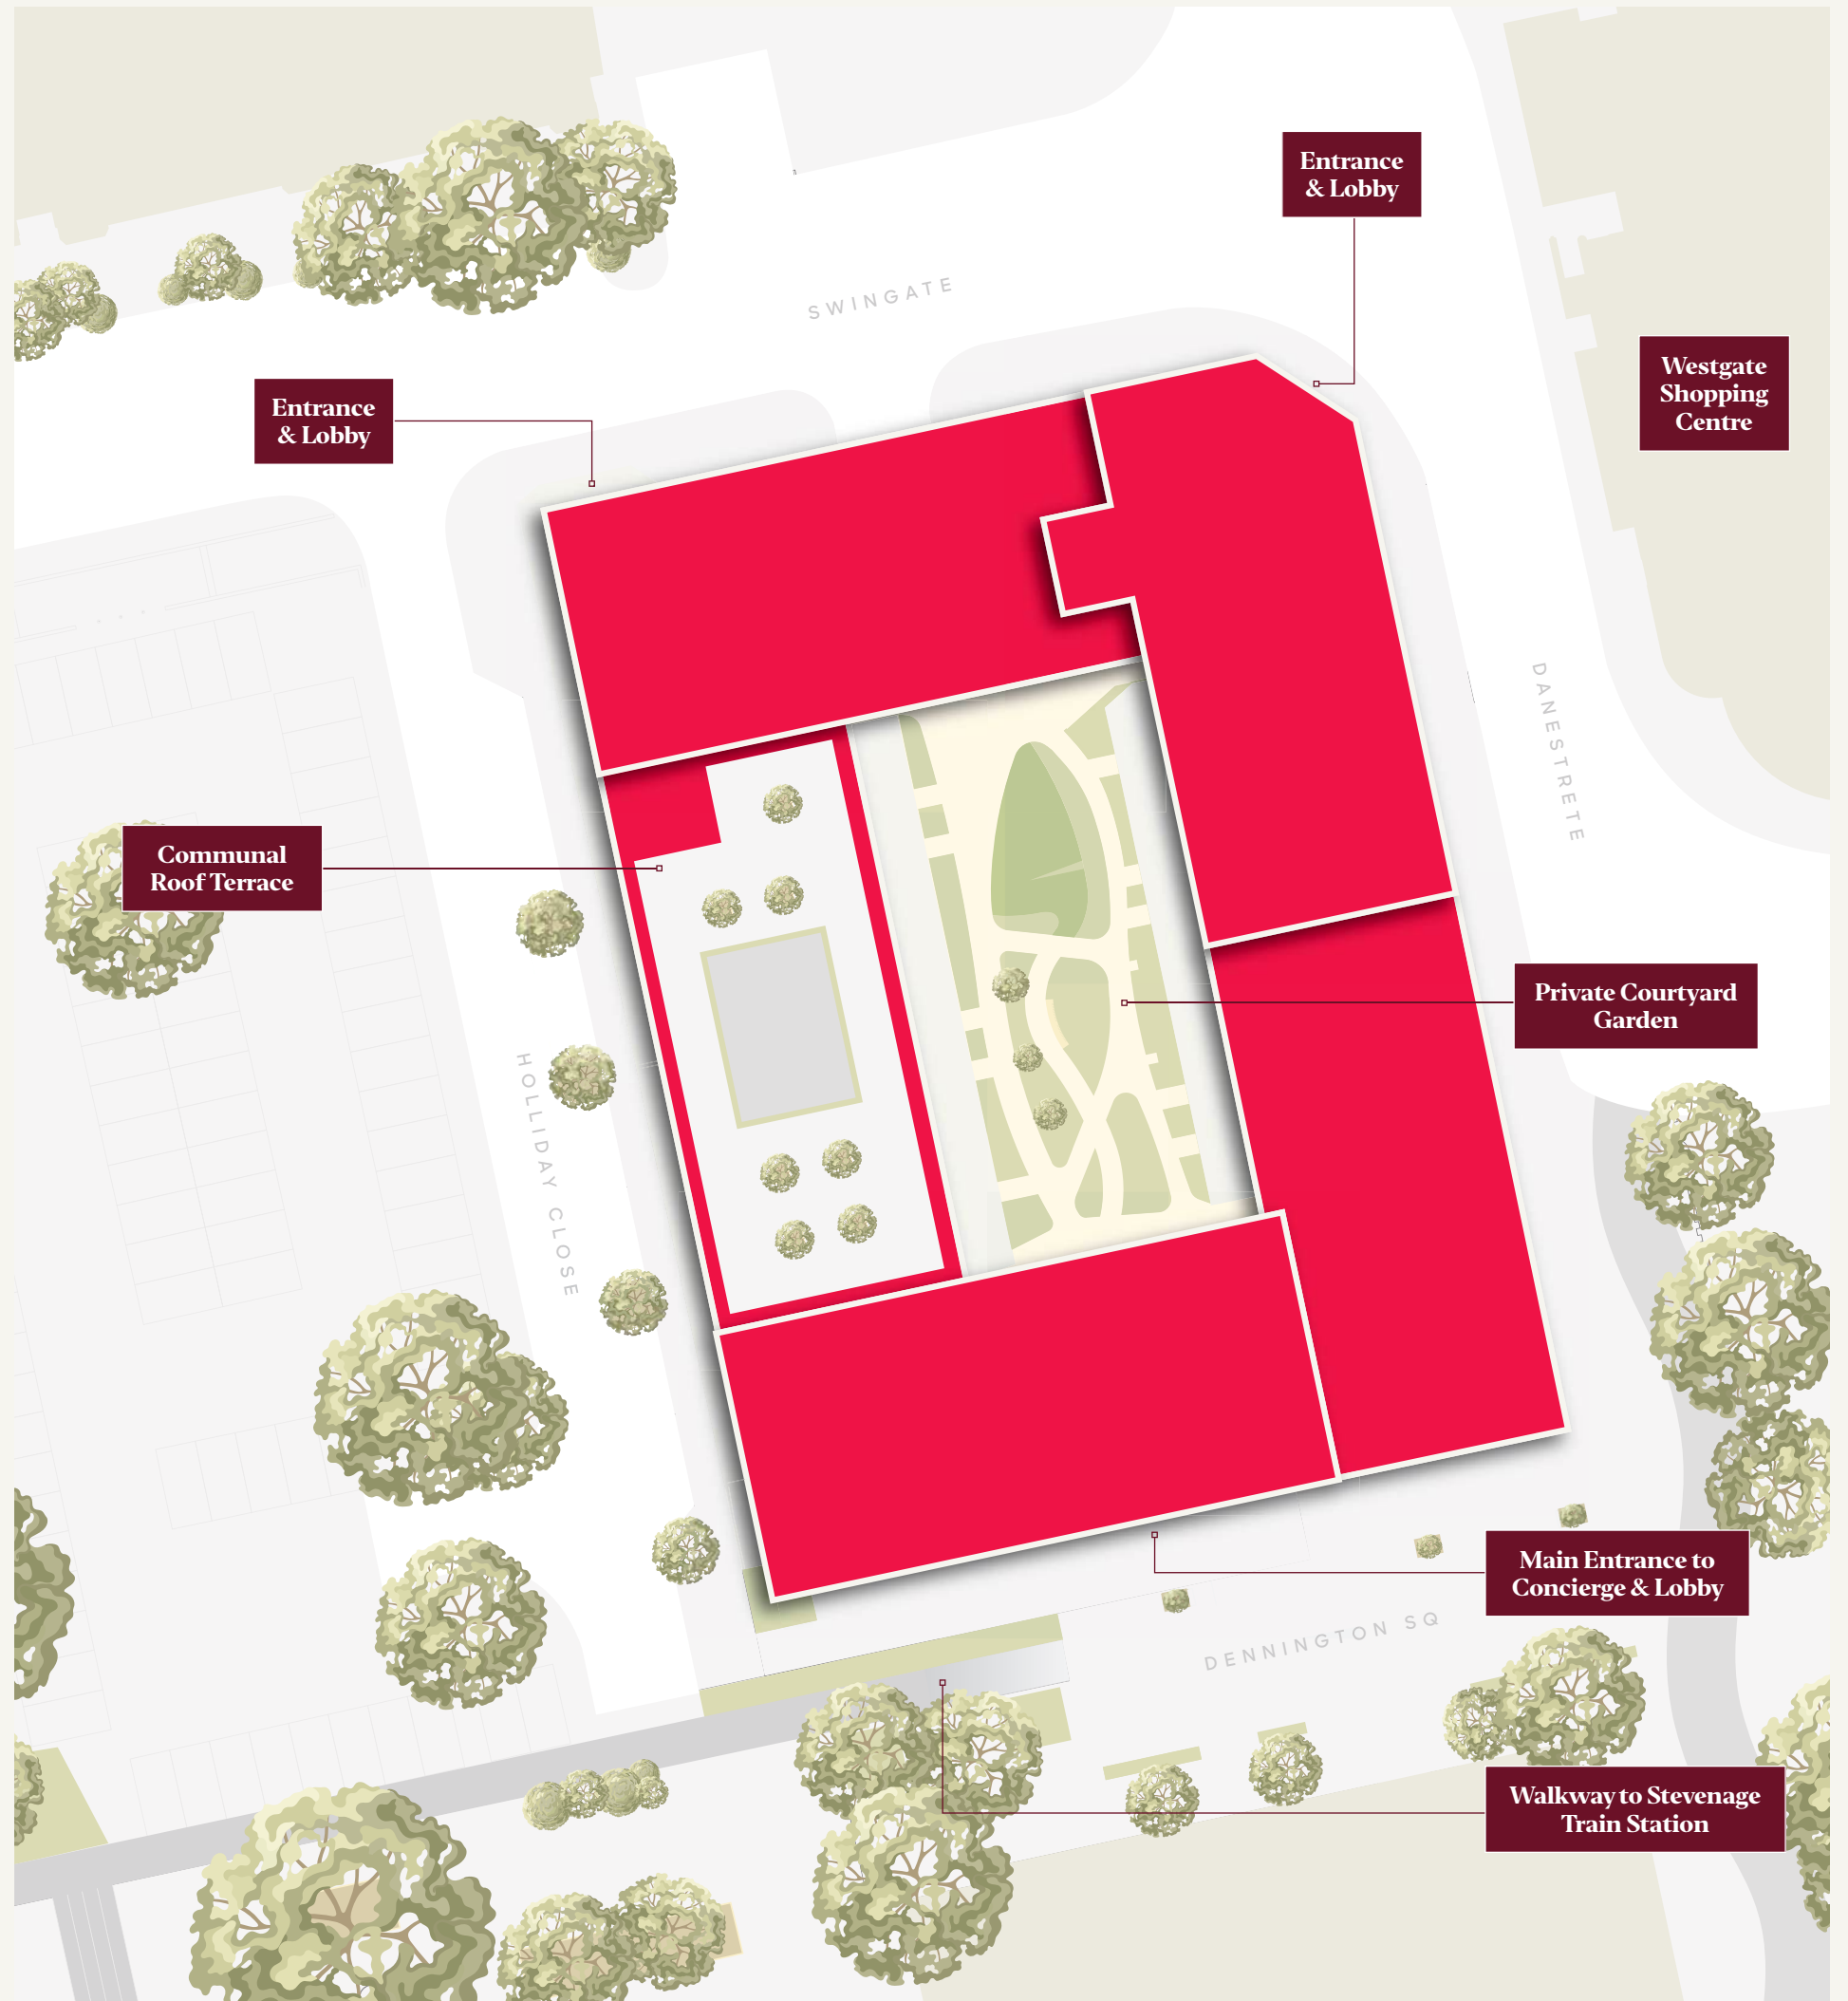 Entrance
& Lobby
SWINGATE
Westgate
Shopping
Centre
Entrance
& Lobby
DANESTRETE
Communal
Roof Terrace
Private Courtyard
Garden
HOLLIDAY CLOSE
Main Entrance to
Concierge & Lobby
DENNINGTON SQ
Walkway to Stevenage
Train Station